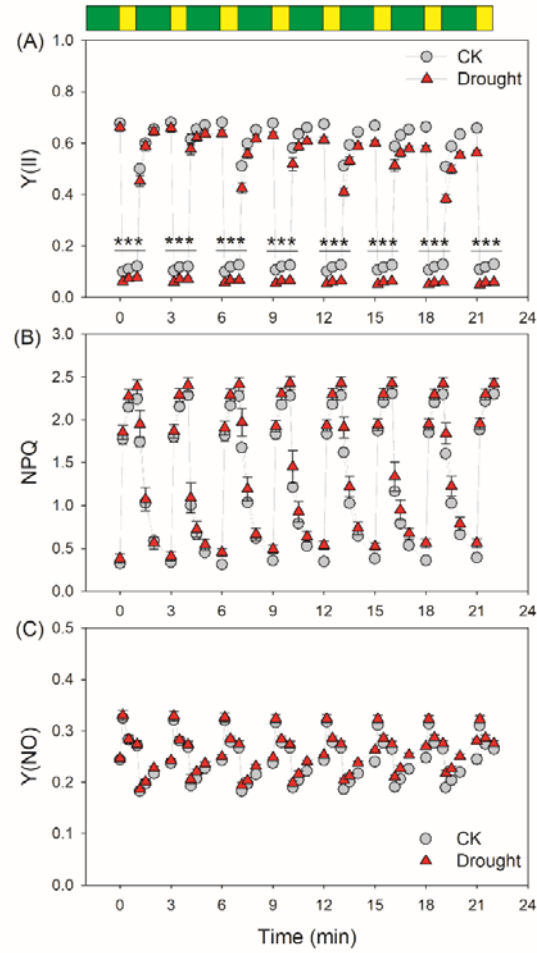 (A)
1.0
0.8
0.6
0.4
0.2
0.0
Y(II)
CK
Drought
*** *** *** *** *** *** *** ***
0 3 6 9 12 15 18 21 24
(B)
3.0
2.5
2.0
1.5
1.0
0.5
0.0
NPQ
0 3 6 9 12 15 18 21 24
(C)
0.5
0.4
0.3
0.2
0.1
0.0
Y(NO)
CK
Drought
0 3 6 9 12 15 18 21 24
Time (min)